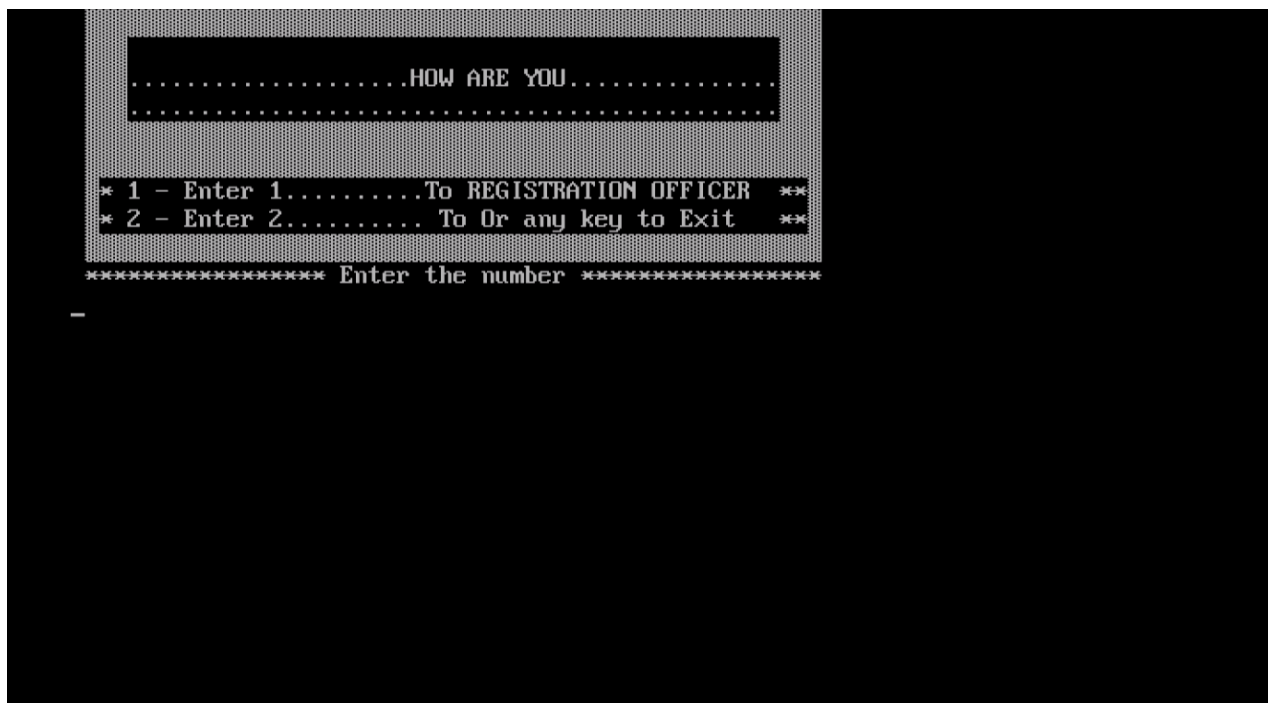 ....................HOW ARE YOU...............
..............................................
* 1 - Enter 1..........To REGISTRATION OFFICER  **
* 2 - Enter 2.......... To Or any key to Exit   **
***************** Enter the number *****************
_